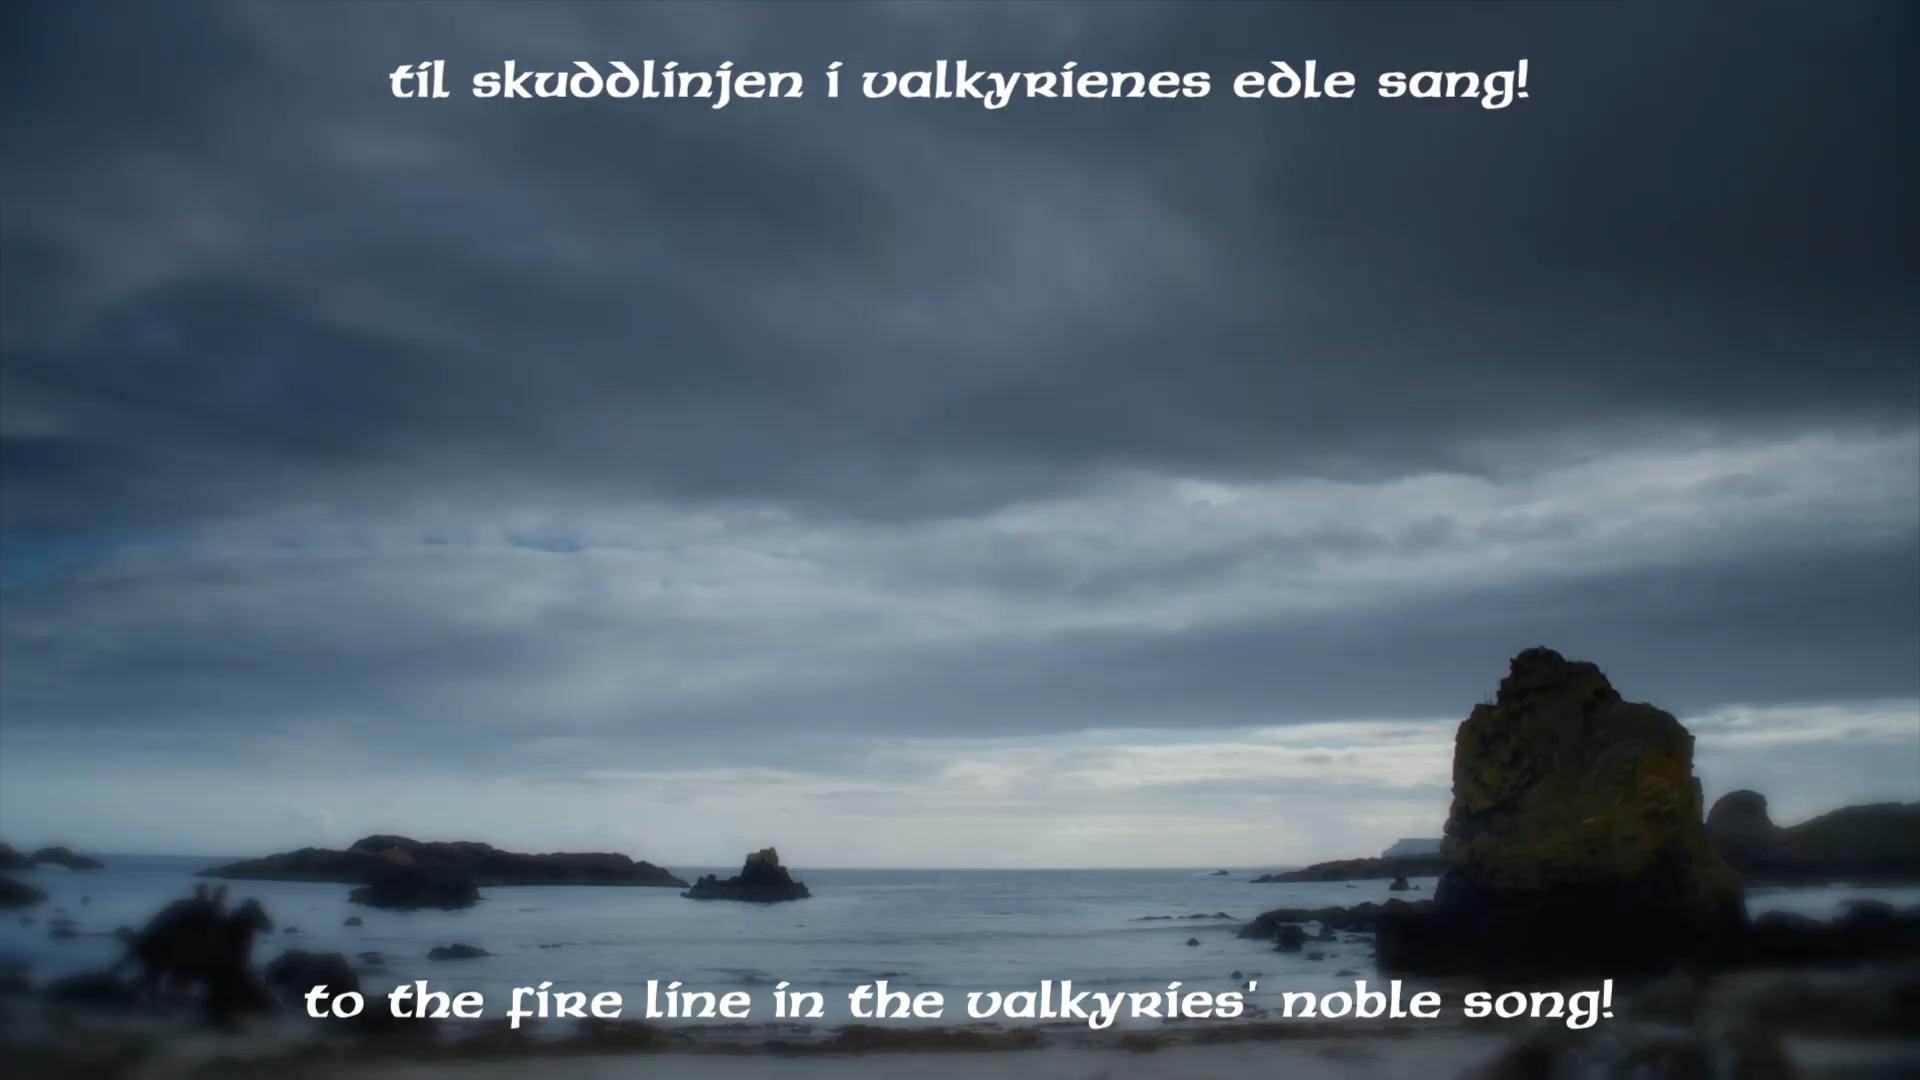 til skuddlinjen i valkyrienes edle sang!
to the fire line in the valkyries' noble song!